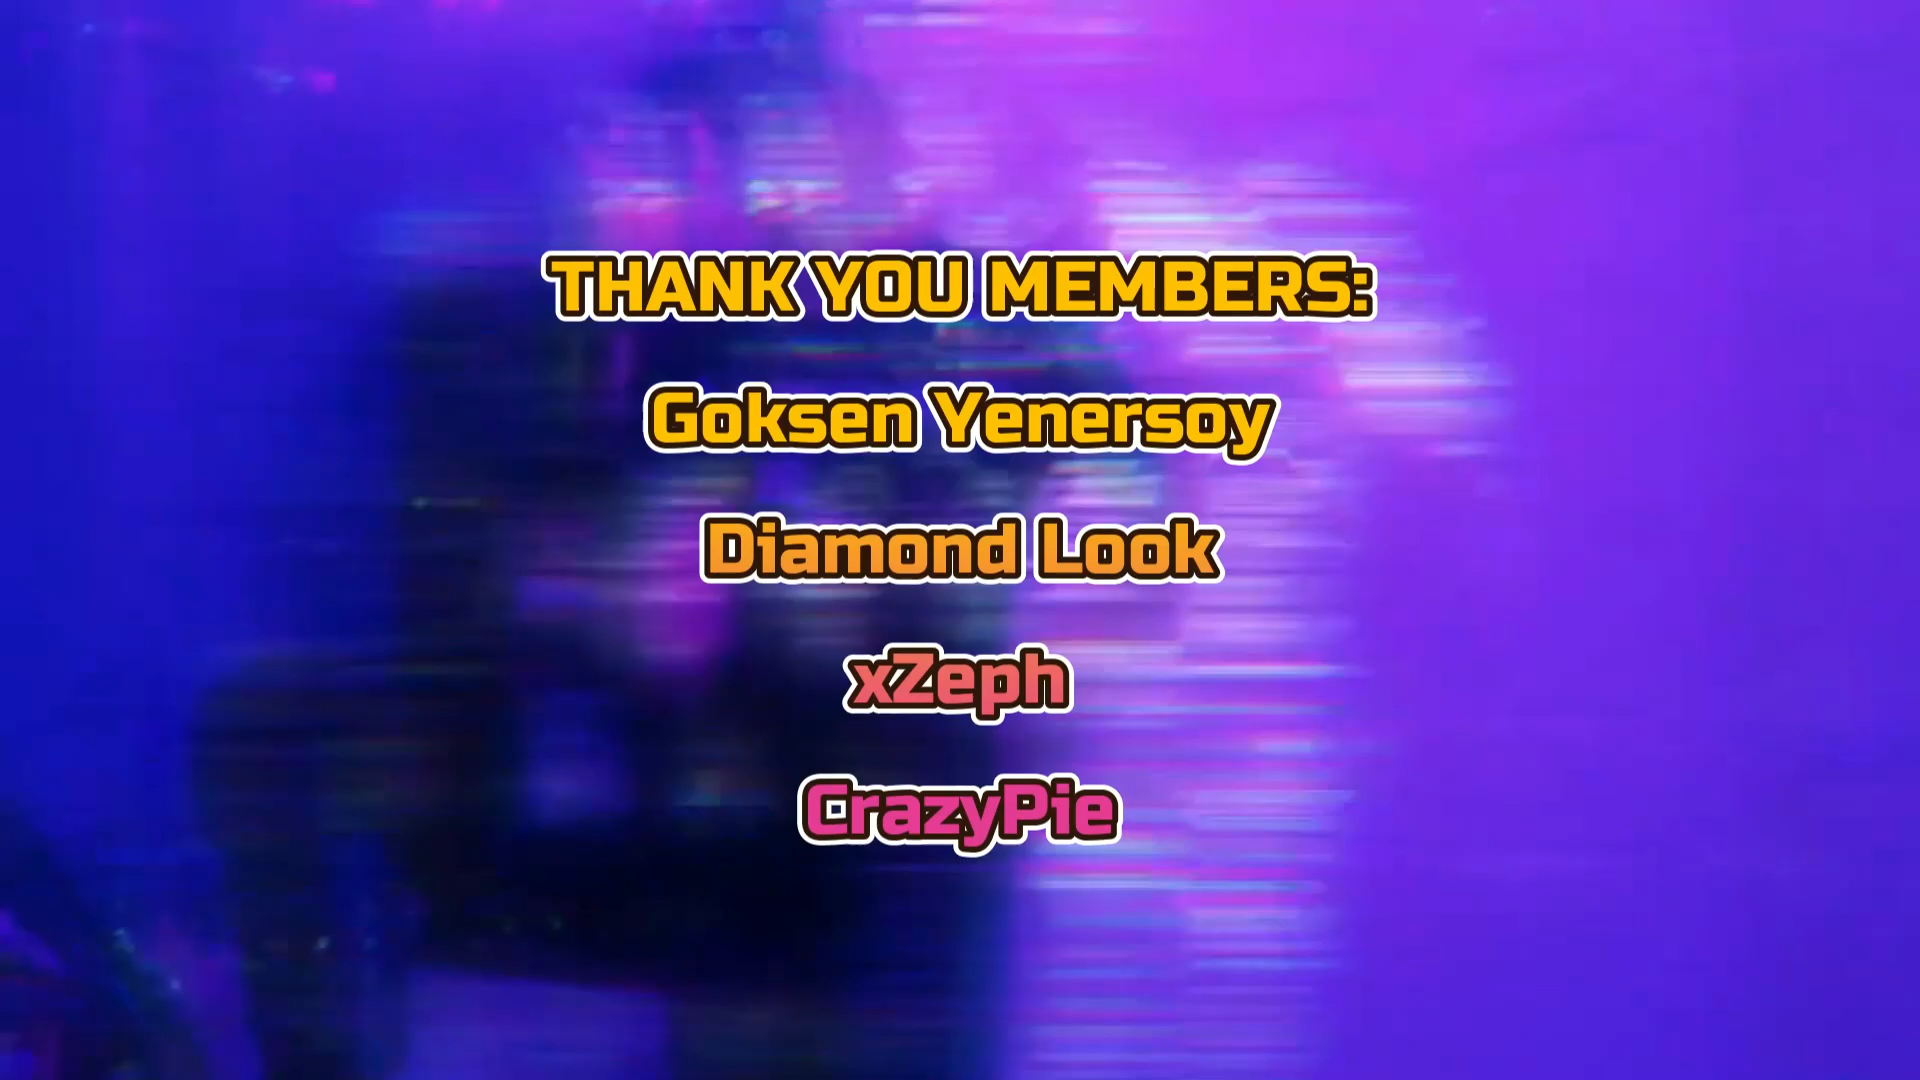 THANK YOU MEMBERS:
Goksen Yenersoy
Diamond Look
xZeph
CrazyPie